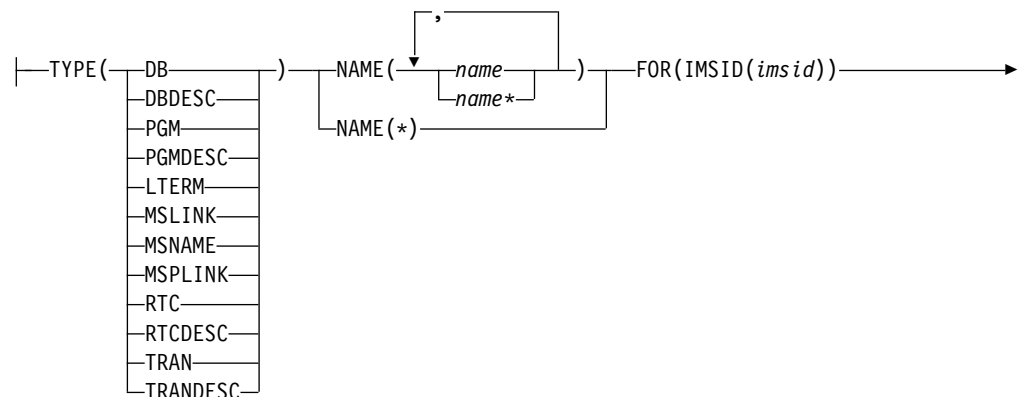 ,
TYPE( DB ) NAME( name ) FOR(IMSID(imsid))
DBDESC name*
PGM NAME(*)
PGMDESC
LTERM
MSLINK
MSNAME
MSPLINK
RTC
RTCDESC
TRAN
TRANDESC